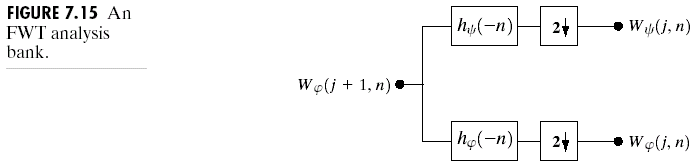 FIGURE 7.15 An
FWT analysis
bank.
hψ(−n)
2↓
Wψ(j, n)
Wφ(j + 1, n)
hφ(−n)
2↓
Wφ(j, n)